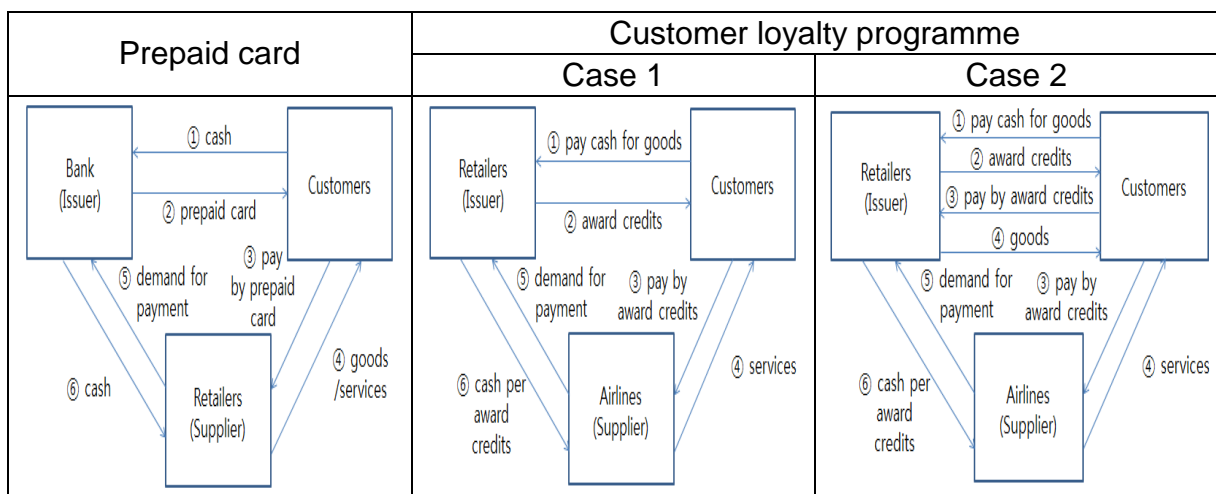 Prepaid card
Customer loyalty programme
Case 1
Case 2
① cash
Bank
(Issuer)
Customers
② prepaid card
③ pay
by prepaid
card
⑤ demand for
payment
④ goods
/services
⑥ cash
Retailers
(Supplier)
① pay cash for goods
Retailers
(Issuer)
Customers
② award credits
⑤ demand for
payment
③ pay by
award credits
④ services
⑥ cash per
award
credits
Airlines
(Supplier)
① pay cash for goods
② award credits
Retailers
(Issuer)
Customers
③ pay by award credits
④ goods
⑤ demand for
payment
③ pay by
award credits
④ services
⑥ cash per
award
credits
Airlines
(Supplier)